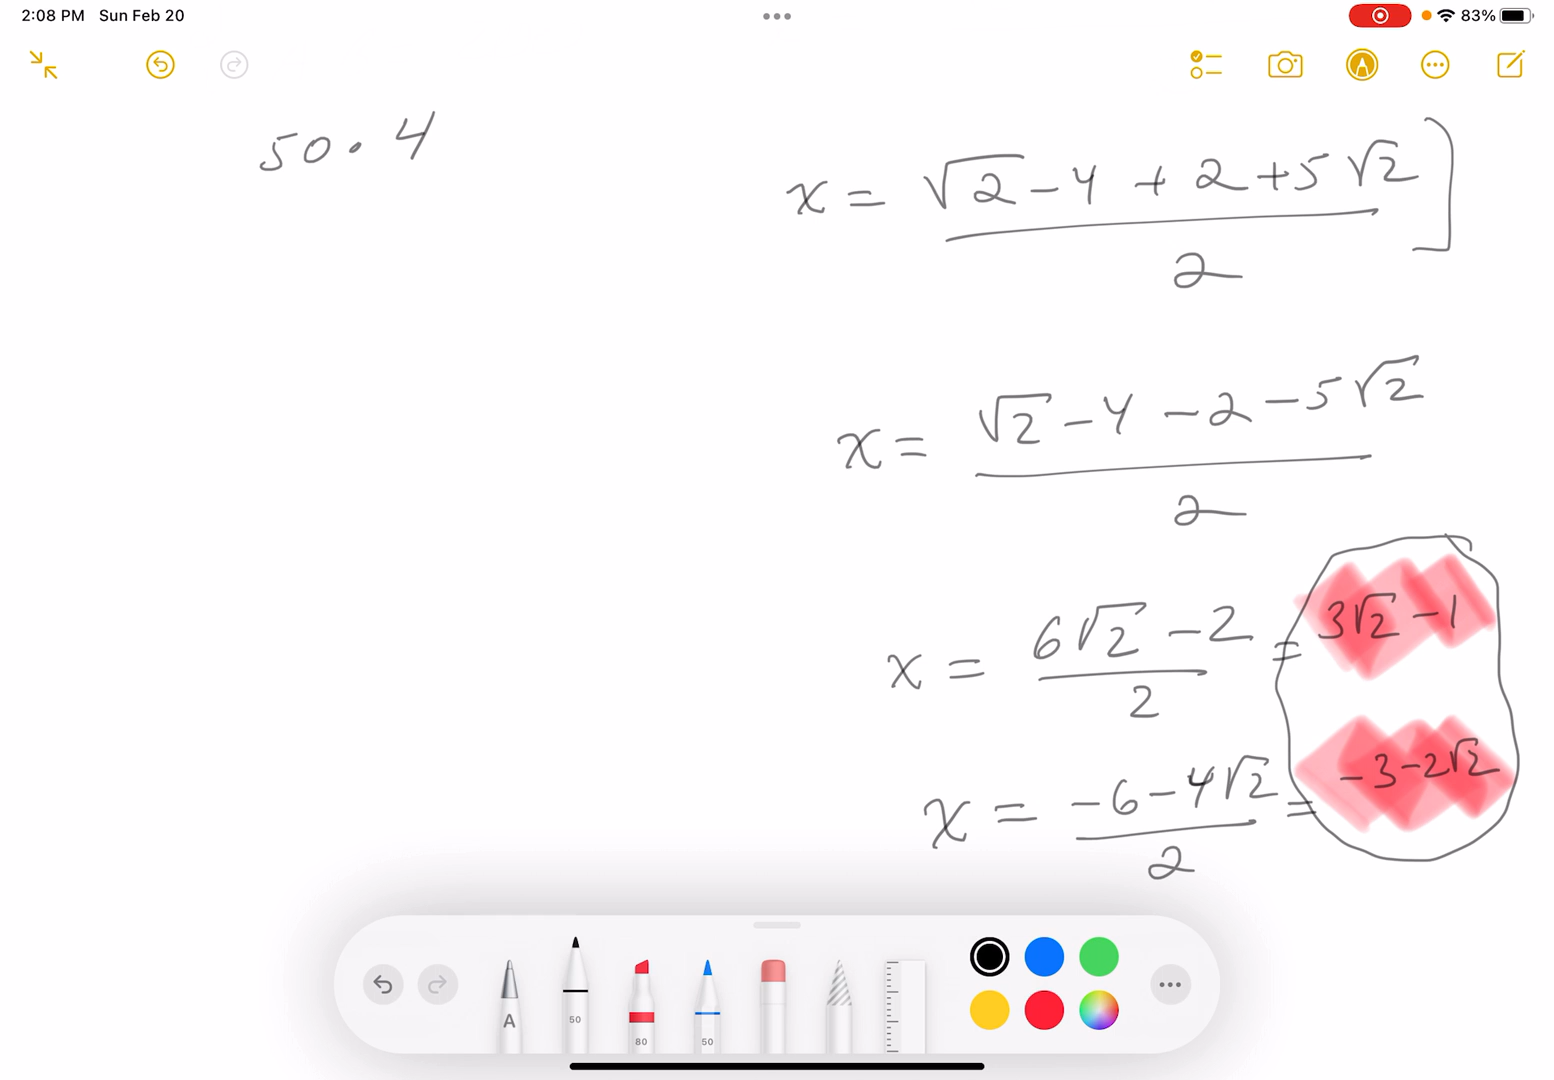 2:08 PM Sun Feb 20
83%
50 · 4
x = (√2 - 4 + 2 + 5√2)/2 ]
x = (√2 - 4 - 2 - 5√2)/2
x = (6√2 - 2)/2 = 3√2 - 1
x = (-6 - 4√2)/2 = -3 - 2√2
A 50 80 50